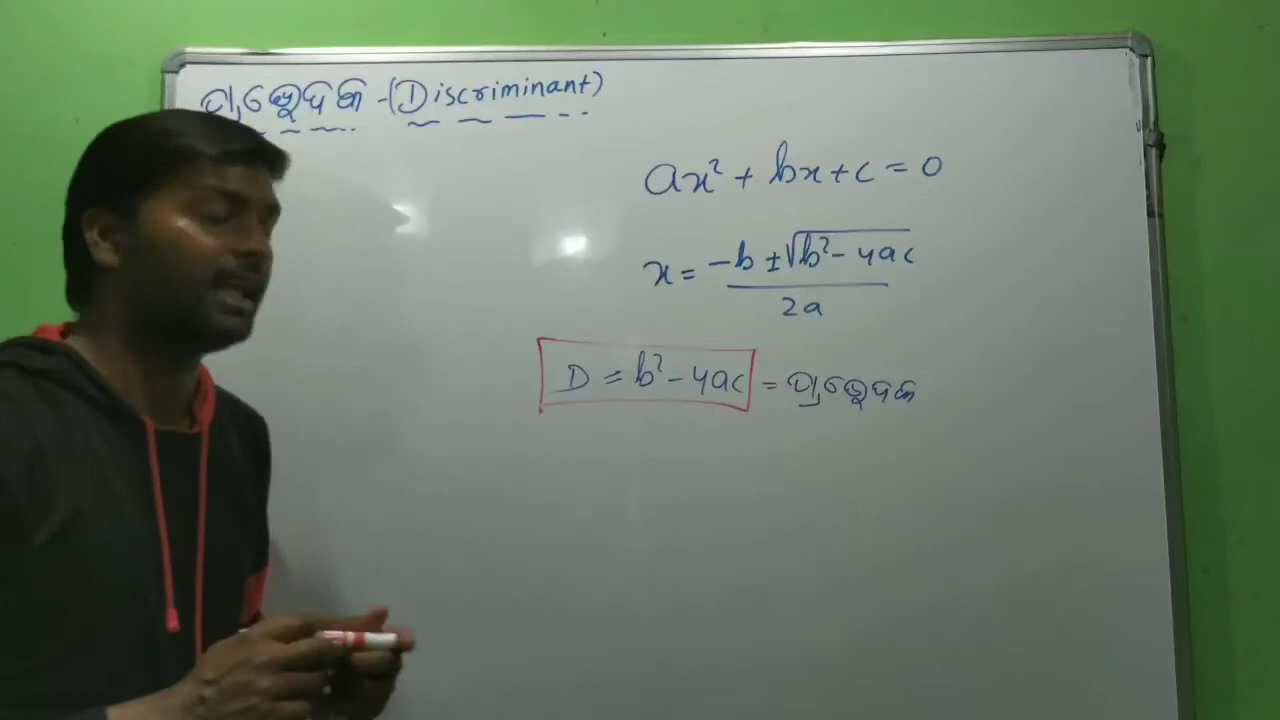 ପ୍ରଭେଦକ - (Discriminant)
ax² + bx + c = 0
x = -b ± √b² - 4ac
2a
D = b² - 4ac = ପ୍ରଭେଦକ